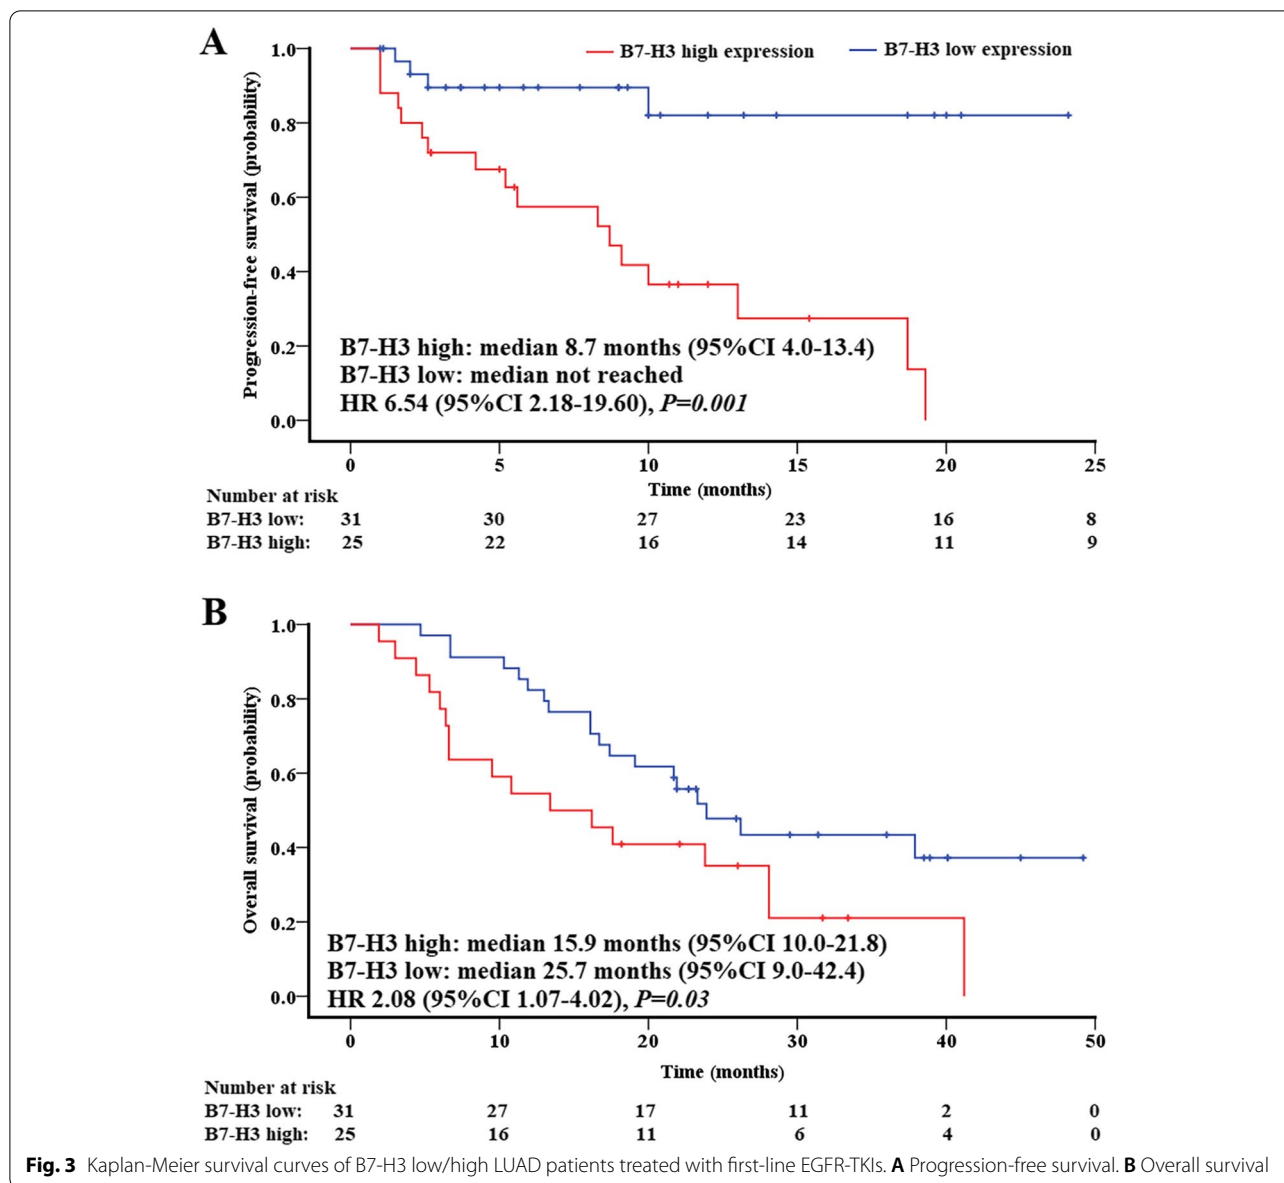 A
B7-H3 high expression
B7-H3 low expression
Progression-free survival (probability)
1.0
0.8
0.6
0.4
0.2
0.0
B7-H3 high: median 8.7 months (95%CI 4.0-13.4)
B7-H3 low: median not reached
HR 6.54 (95%CI 2.18-19.60), P=0.001
0 5 10 15 20 25
Time (months)
Number at risk
B7-H3 low: 31 30 27 23 16 8
B7-H3 high: 25 22 16 14 11 9
B
Overall survival (probability)
1.0
0.8
0.6
0.4
0.2
0.0
B7-H3 high: median 15.9 months (95%CI 10.0-21.8)
B7-H3 low: median 25.7 months (95%CI 9.0-42.4)
HR 2.08 (95%CI 1.07-4.02), P=0.03
0 10 20 30 40 50
Time (months)
Number at risk
B7-H3 low: 31 27 17 11 2 0
B7-H3 high: 25 16 11 6 4 0
Fig. 3 Kaplan-Meier survival curves of B7-H3 low/high LUAD patients treated with first-line EGFR-TKIs. A Progression-free survival. B Overall survival